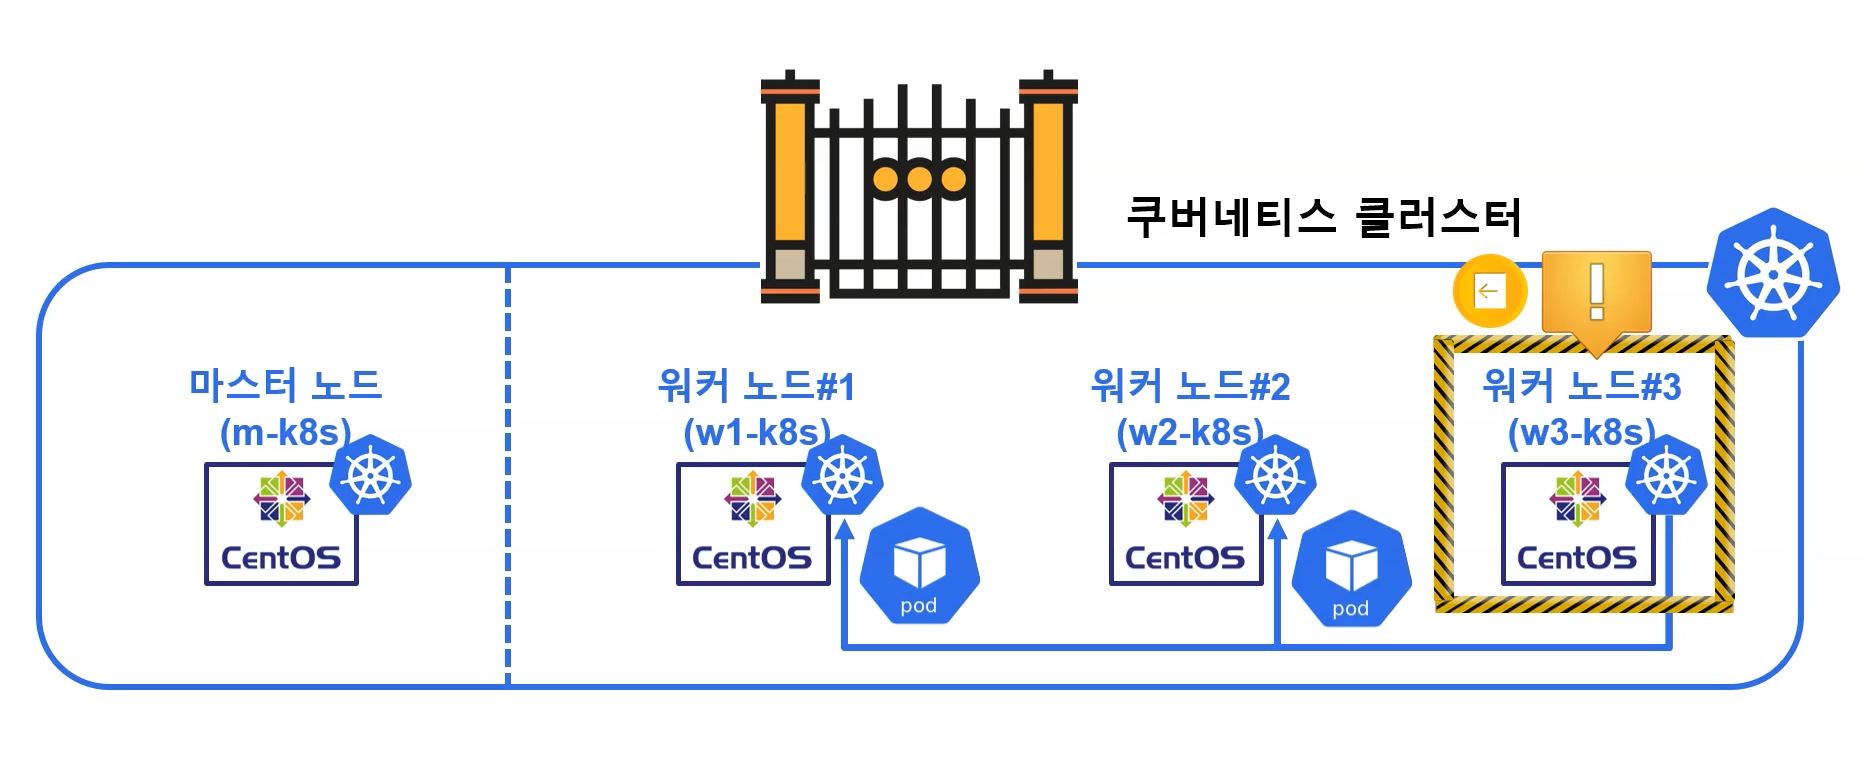 쿠버네티스 클러스터
마스터 노드
(m-k8s)
CentOS
워커 노드#1
(w1-k8s)
CentOS
pod
워커 노드#2
(w2-k8s)
CentOS
pod
워커 노드#3
(w3-k8s)
CentOS